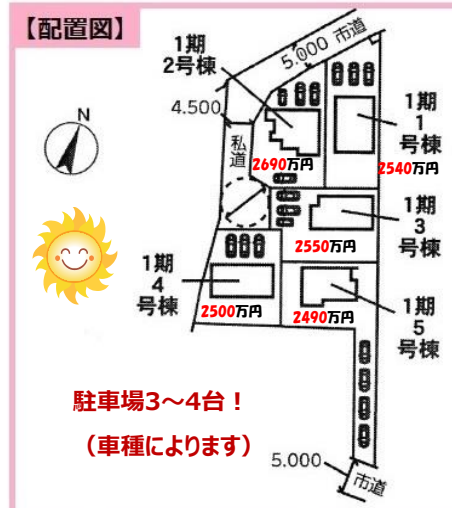 【配置図】
1期
2号棟
5.000 市道
4.500
N
私道
1期
1
号棟
2690万円
2540万円
1期
3
号棟
2550万円
1期
4
号棟
2500万円
2490万円
1期
5
号棟
駐車場3～4台！
（車種によります）
5.000
市道